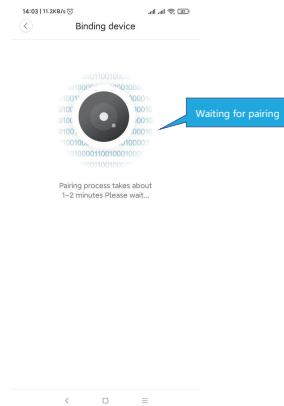 14:03 | 11.2KB/s
Binding device
Waiting for pairing
Pairing process takes about
1-2 minutes Please wait...